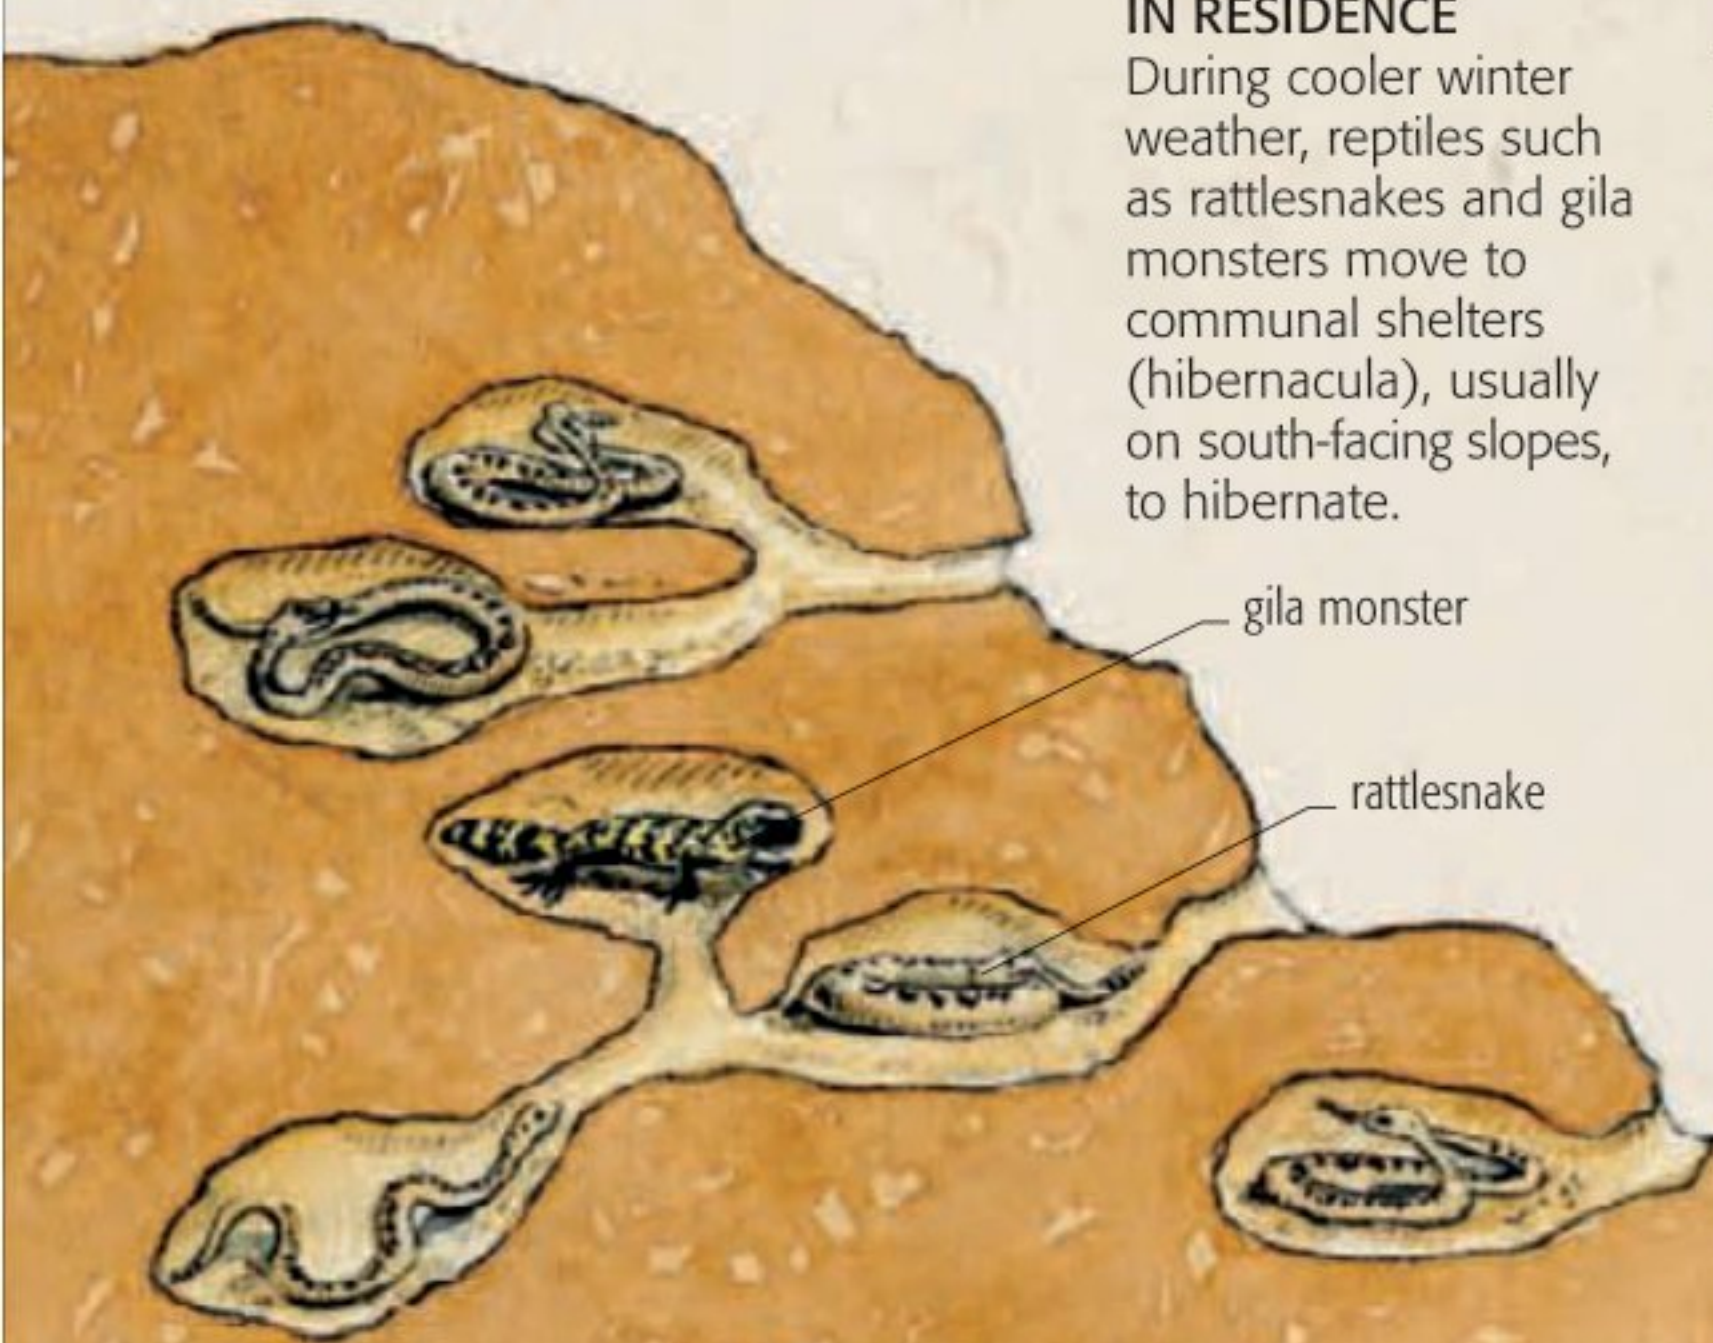 IN RESIDENCE
During cooler winter
weather, reptiles such
as rattlesnakes and gila
monsters move to
communal shelters
(hibernacula), usually
on south-facing slopes,
to hibernate.
gila monster
rattlesnake